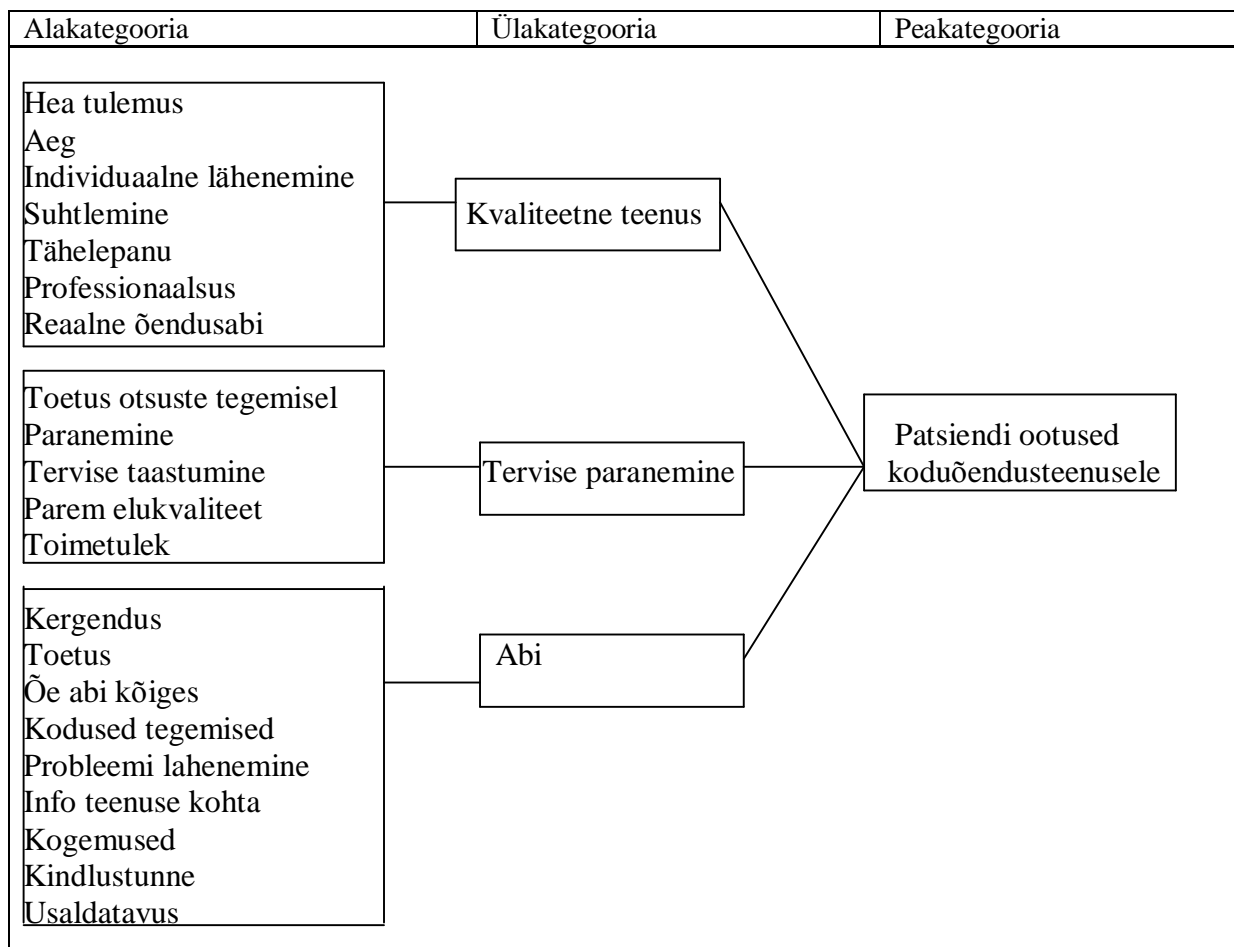 Alakategooria Ülakategooria Peakategooria
Hea tulemus
Aeg
Individuaalne lähenemine
Suhtlemine
Tähelepanu
Professionaalsus
Reaalne õendusabi
Kvaliteetne teenus
Toetus otsuste tegemisel
Paranemine
Tervise taastumine
Parem elukvaliteet
Toimetulek
Tervise paranemine
Patsiendi ootused
koduõendusteenusele
Kergendus
Toetus
Õe abi kõiges
Kodused tegemised
Probleemi lahenemine
Info teenuse kohta
Kogemused
Kindlustunne
Usaldatavus
Abi